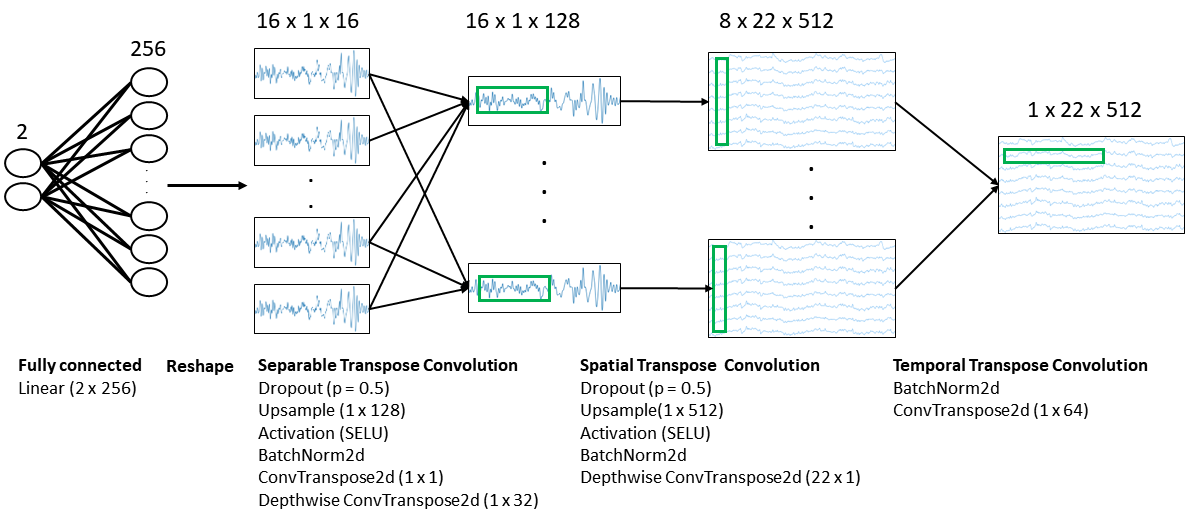 16 x 1 x 16
16 x 1 x 128
8 x 22 x 512
256
1 x 22 x 512
2
Fully connected
Linear (2 x 256)
Reshape
Separable Transpose Convolution
Dropout (p = 0.5)
Upsample (1 x 128)
Activation (SELU)
BatchNorm2d
ConvTranspose2d (1 x 1)
Depthwise ConvTranspose2d (1 x 32)
Spatial Transpose Convolution
Dropout (p = 0.5)
Upsample(1 x 512)
Activation (SELU)
BatchNorm2d
Depthwise ConvTranspose2d (22 x 1)
Temporal Transpose Convolution
BatchNorm2d
ConvTranspose2d (1 x 64)